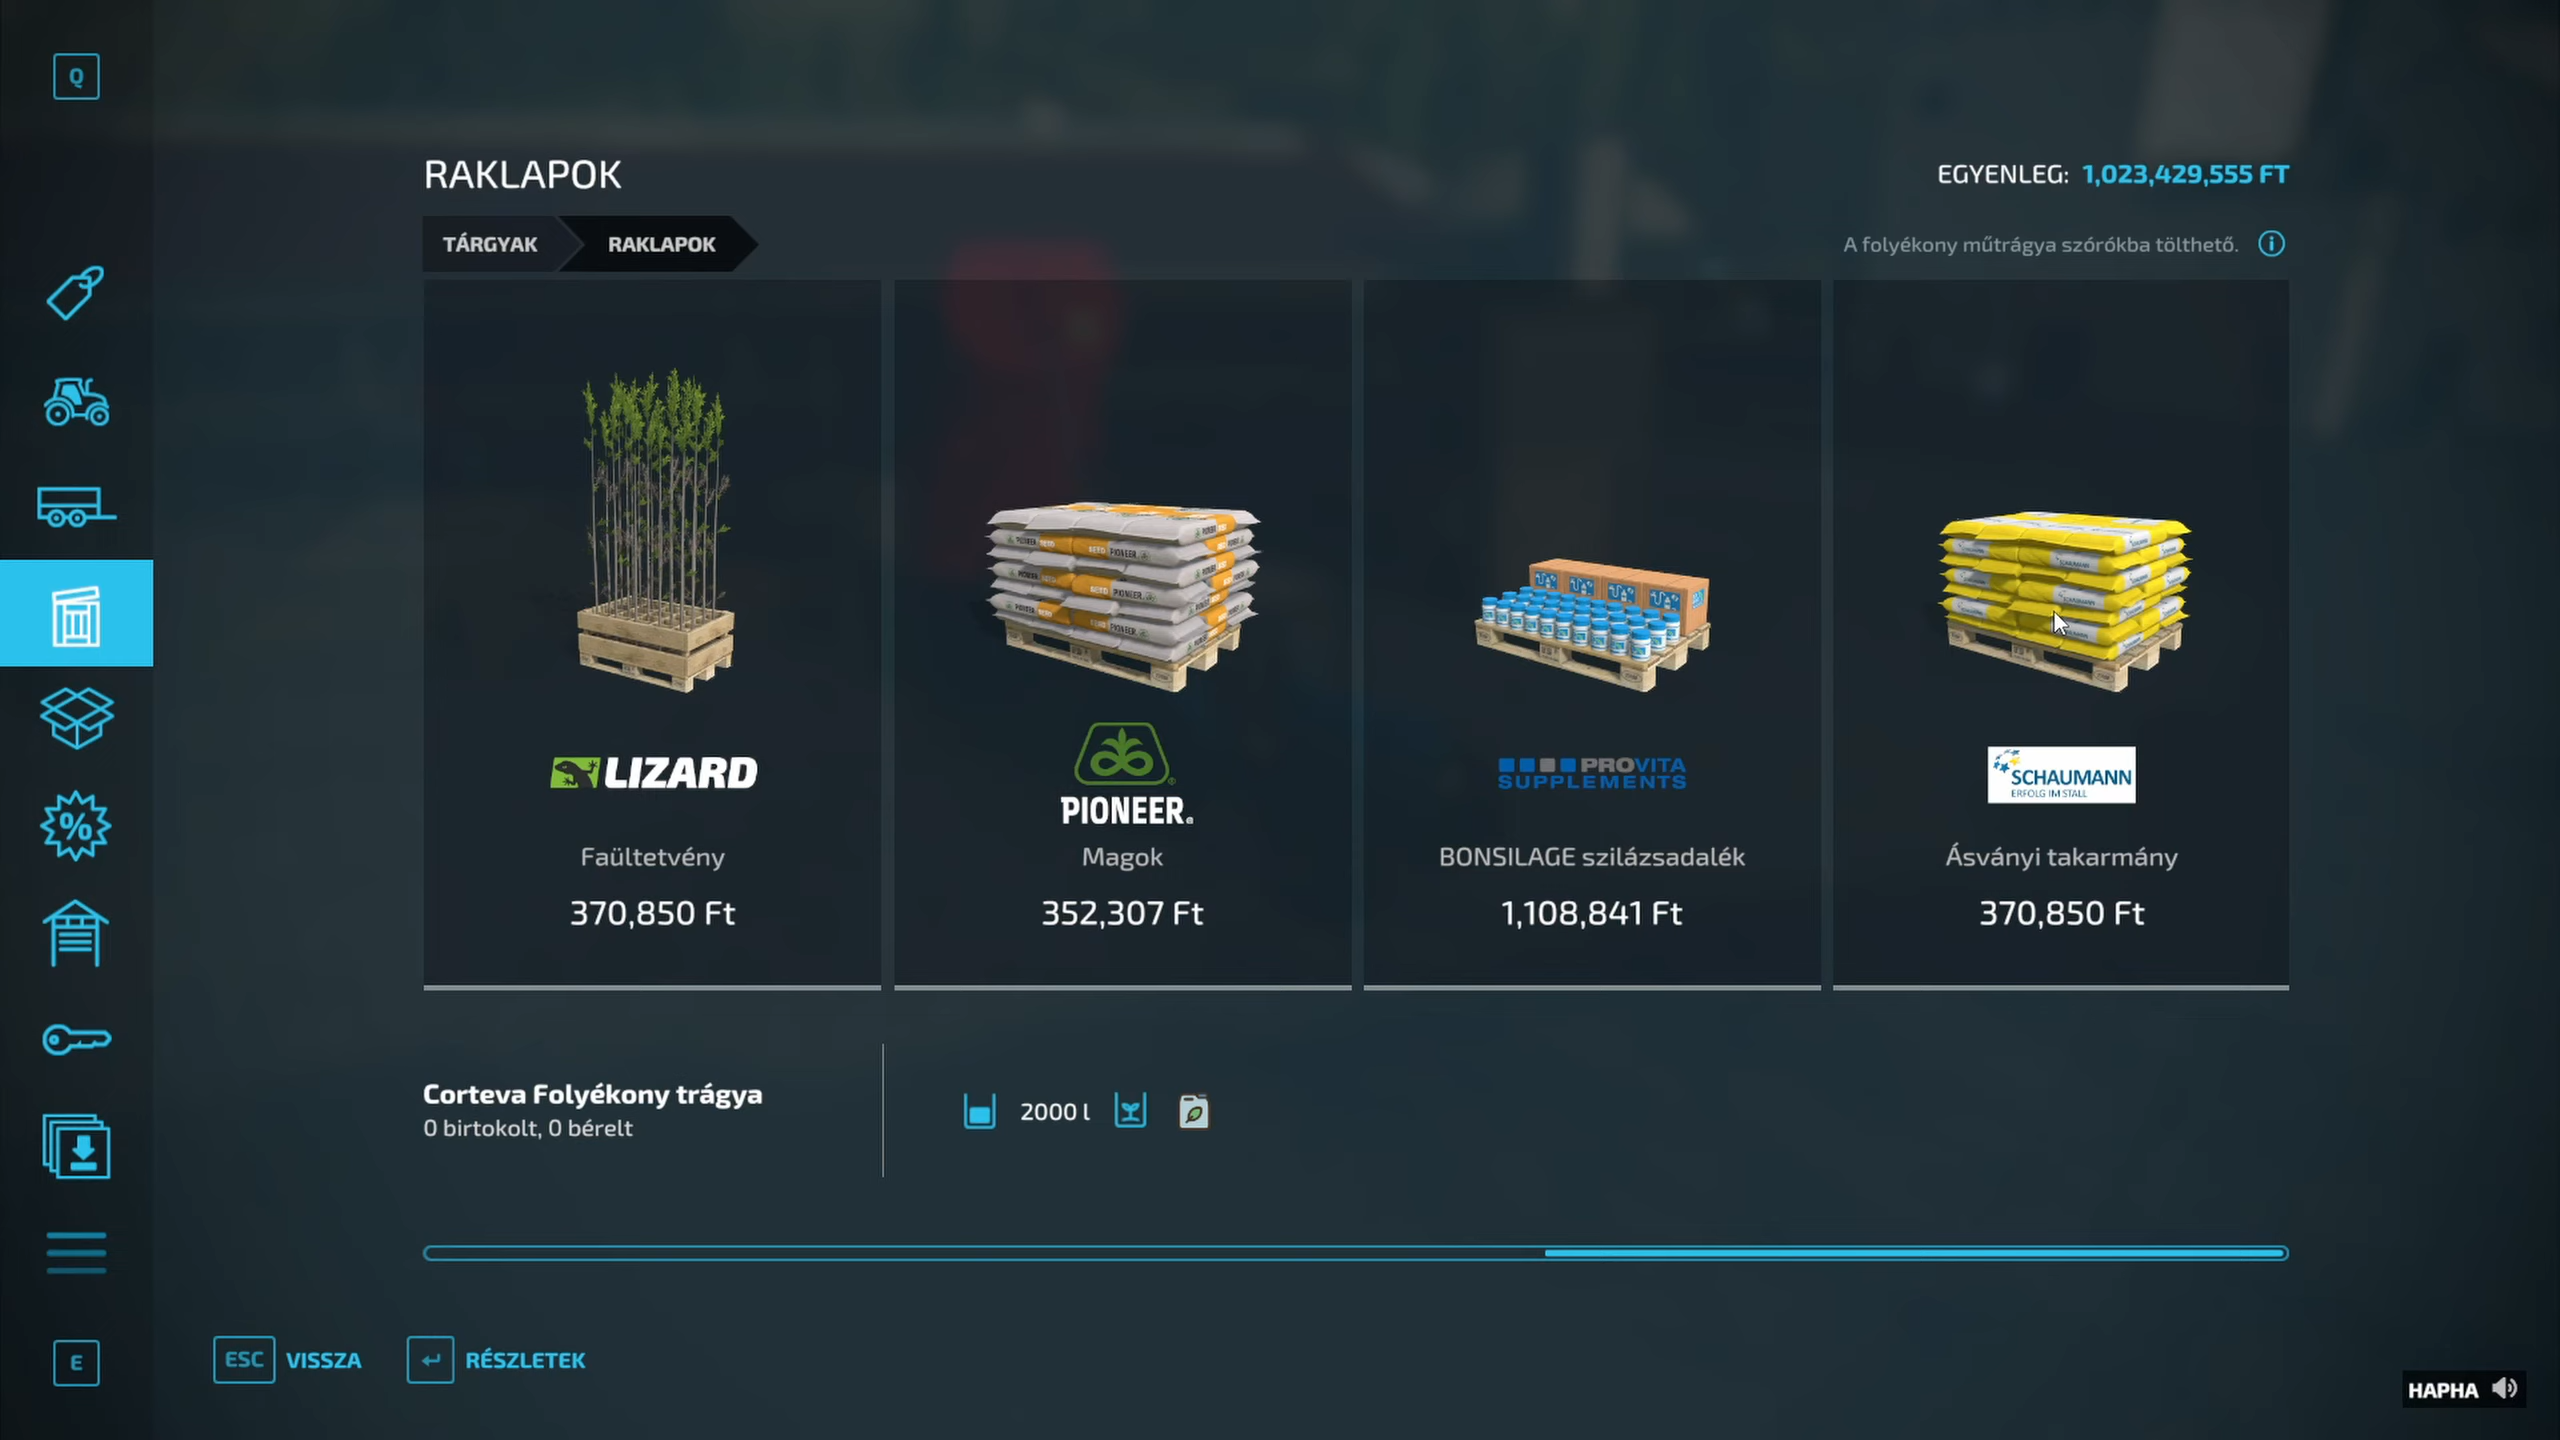 Q
RAKLAPOK
EGYENLEG: 1,023,429,555 FT
TÁRGYAK
RAKLAPOK
A folyékony műtrágya szórókba tölthető.
LIZARD
Faültetvény
370,850 Ft
PIONEER
PIONEER.
Magok
352,307 Ft
PROVITA
SUPPLEMENTS
BONSILAGE szilázsadalék
1,108,841 Ft
SCHAUMANN
ERFOLG IM STALL
Ásványi takarmány
370,850 Ft
Corteva Folyékony trágya
0 birtokolt, 0 bérelt
2000 l
E
ESC VISSZA
RÉSZLETEK
HAPHA